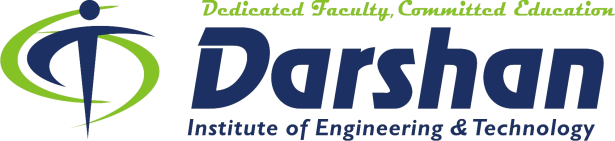 Dedicated Faculty, Committed Education
Darshan
Institute of Engineering & Technology